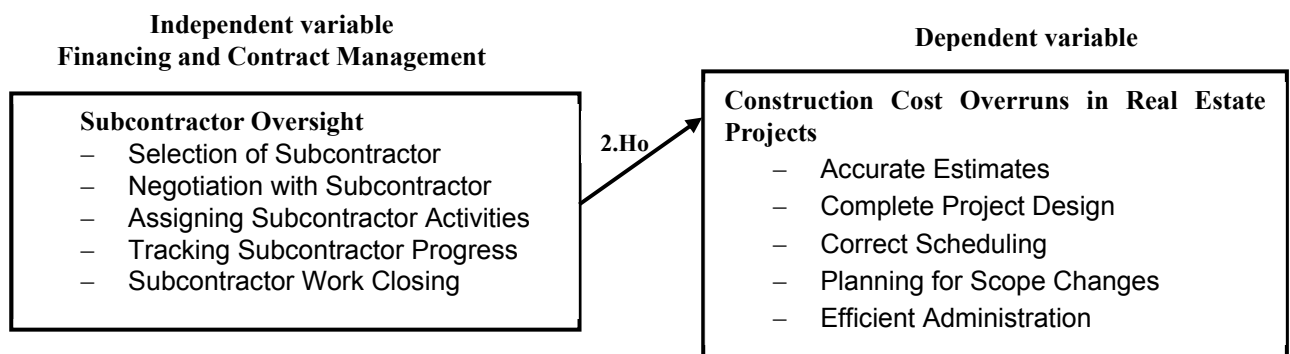 Independent variable
Financing and Contract Management
Subcontractor Oversight
– Selection of Subcontractor
– Negotiation with Subcontractor
– Assigning Subcontractor Activities
– Tracking Subcontractor Progress
– Subcontractor Work Closing
2.Ho
Dependent variable
Construction Cost Overruns in Real Estate
Projects
– Accurate Estimates
– Complete Project Design
– Correct Scheduling
– Planning for Scope Changes
– Efficient Administration